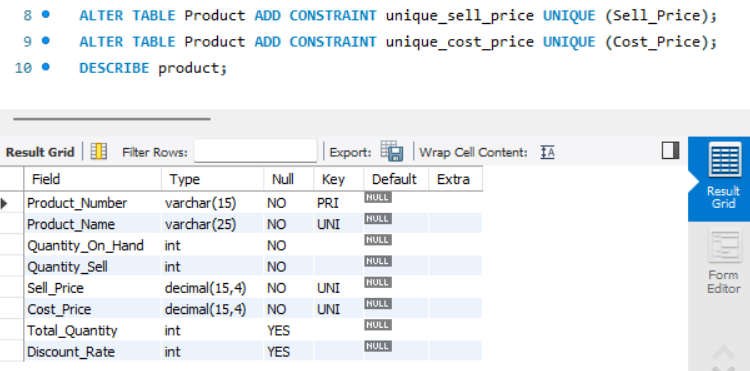 8 ALTER TABLE Product ADD CONSTRAINT unique_sell_price UNIQUE (Sell_Price);
9 ALTER TABLE Product ADD CONSTRAINT unique_cost_price UNIQUE (Cost_Price);
10 DESCRIBE product;
Result Grid Filter Rows: Export: Wrap Cell Content: IA
Field Type Null Key Default Extra
Product_Number varchar(15) NO PRI NULL
Product_Name varchar(25) NO UNI NULL
Quantity_On_Hand int NO NULL
Quantity_Sell int NO NULL
Sell_Price decimal(15,4) NO UNI NULL
Cost_Price decimal(15,4) NO UNI NULL
Total_Quantity int YES NULL
Discount_Rate int YES NULL
Result
Grid
Form
Editor